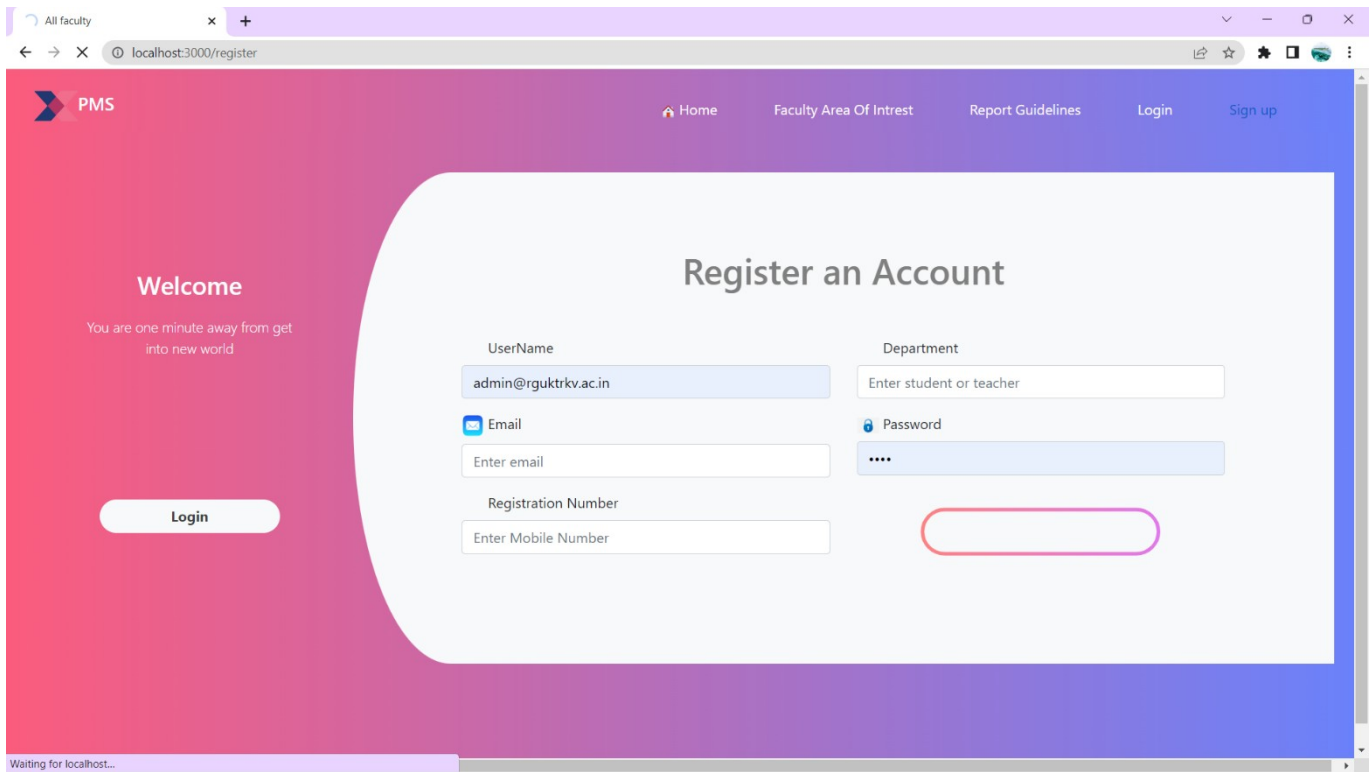 All faculty
localhost:3000/register
PMS
Home Faculty Area Of Intrest Report Guidelines Login Sign up
Welcome
You are one minute away from get
into new world
Login
Register an Account
UserName Department
admin@rguktrkv.ac.in Enter student or teacher
Email Password
Enter email ••••
Registration Number
Enter Mobile Number
Waiting for localhost...